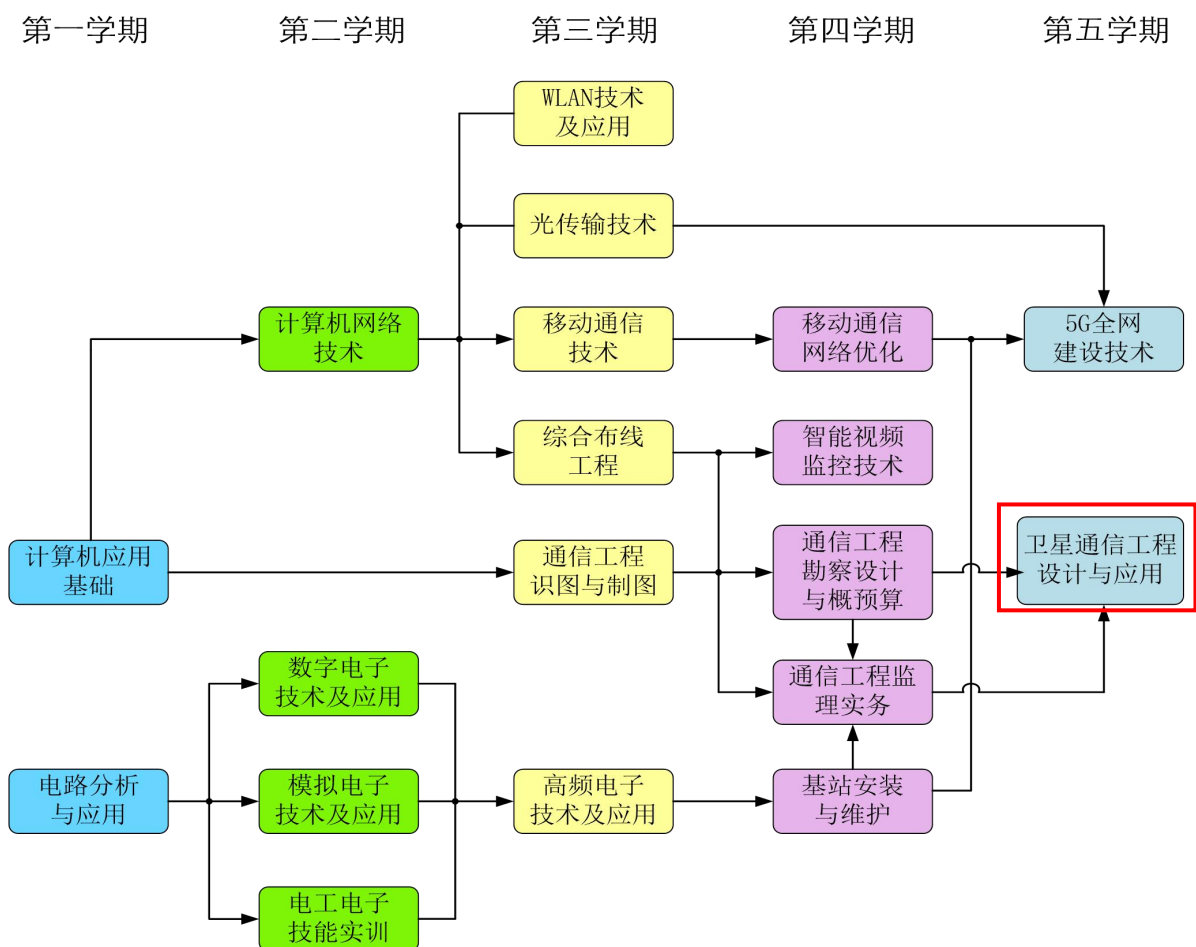 第一学期
第二学期
第三学期
第四学期
第五学期
WLAN技术
及应用
光传输技术
计算机网络
技术
移动通信
技术
移动通信
网络优化
5G全网
建设技术
综合布线
工程
智能视频
监控技术
计算机应用
基础
通信工程
识图与制图
通信工程
勘察设计
与概预算
卫星通信工程
设计与应用
数字电子
技术及应用
通信工程监
理实务
电路分析
与应用
模拟电子
技术及应用
高频电子
技术及应用
基站安装
与维护
电工电子
技能实训